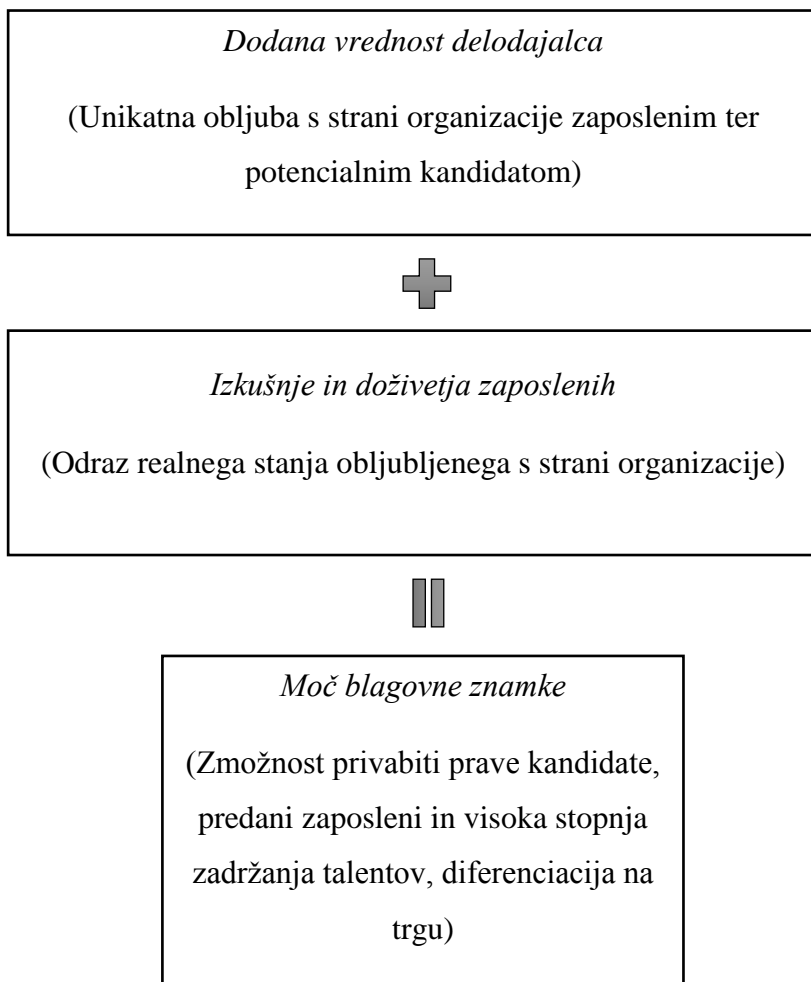 Dodana vrednost delodajalca
(Unikatna obljuba s strani organizacije zaposlenim ter
potencialnim kandidatom)
Izkušnje in doživetja zaposlenih
(Odraz realnega stanja obljubljenega s strani organizacije)
Moč blagovne znamke
(Zmožnost privabiti prave kandidate,
predani zaposleni in visoka stopnja
zadržanja talentov, diferenciacija na
trgu)